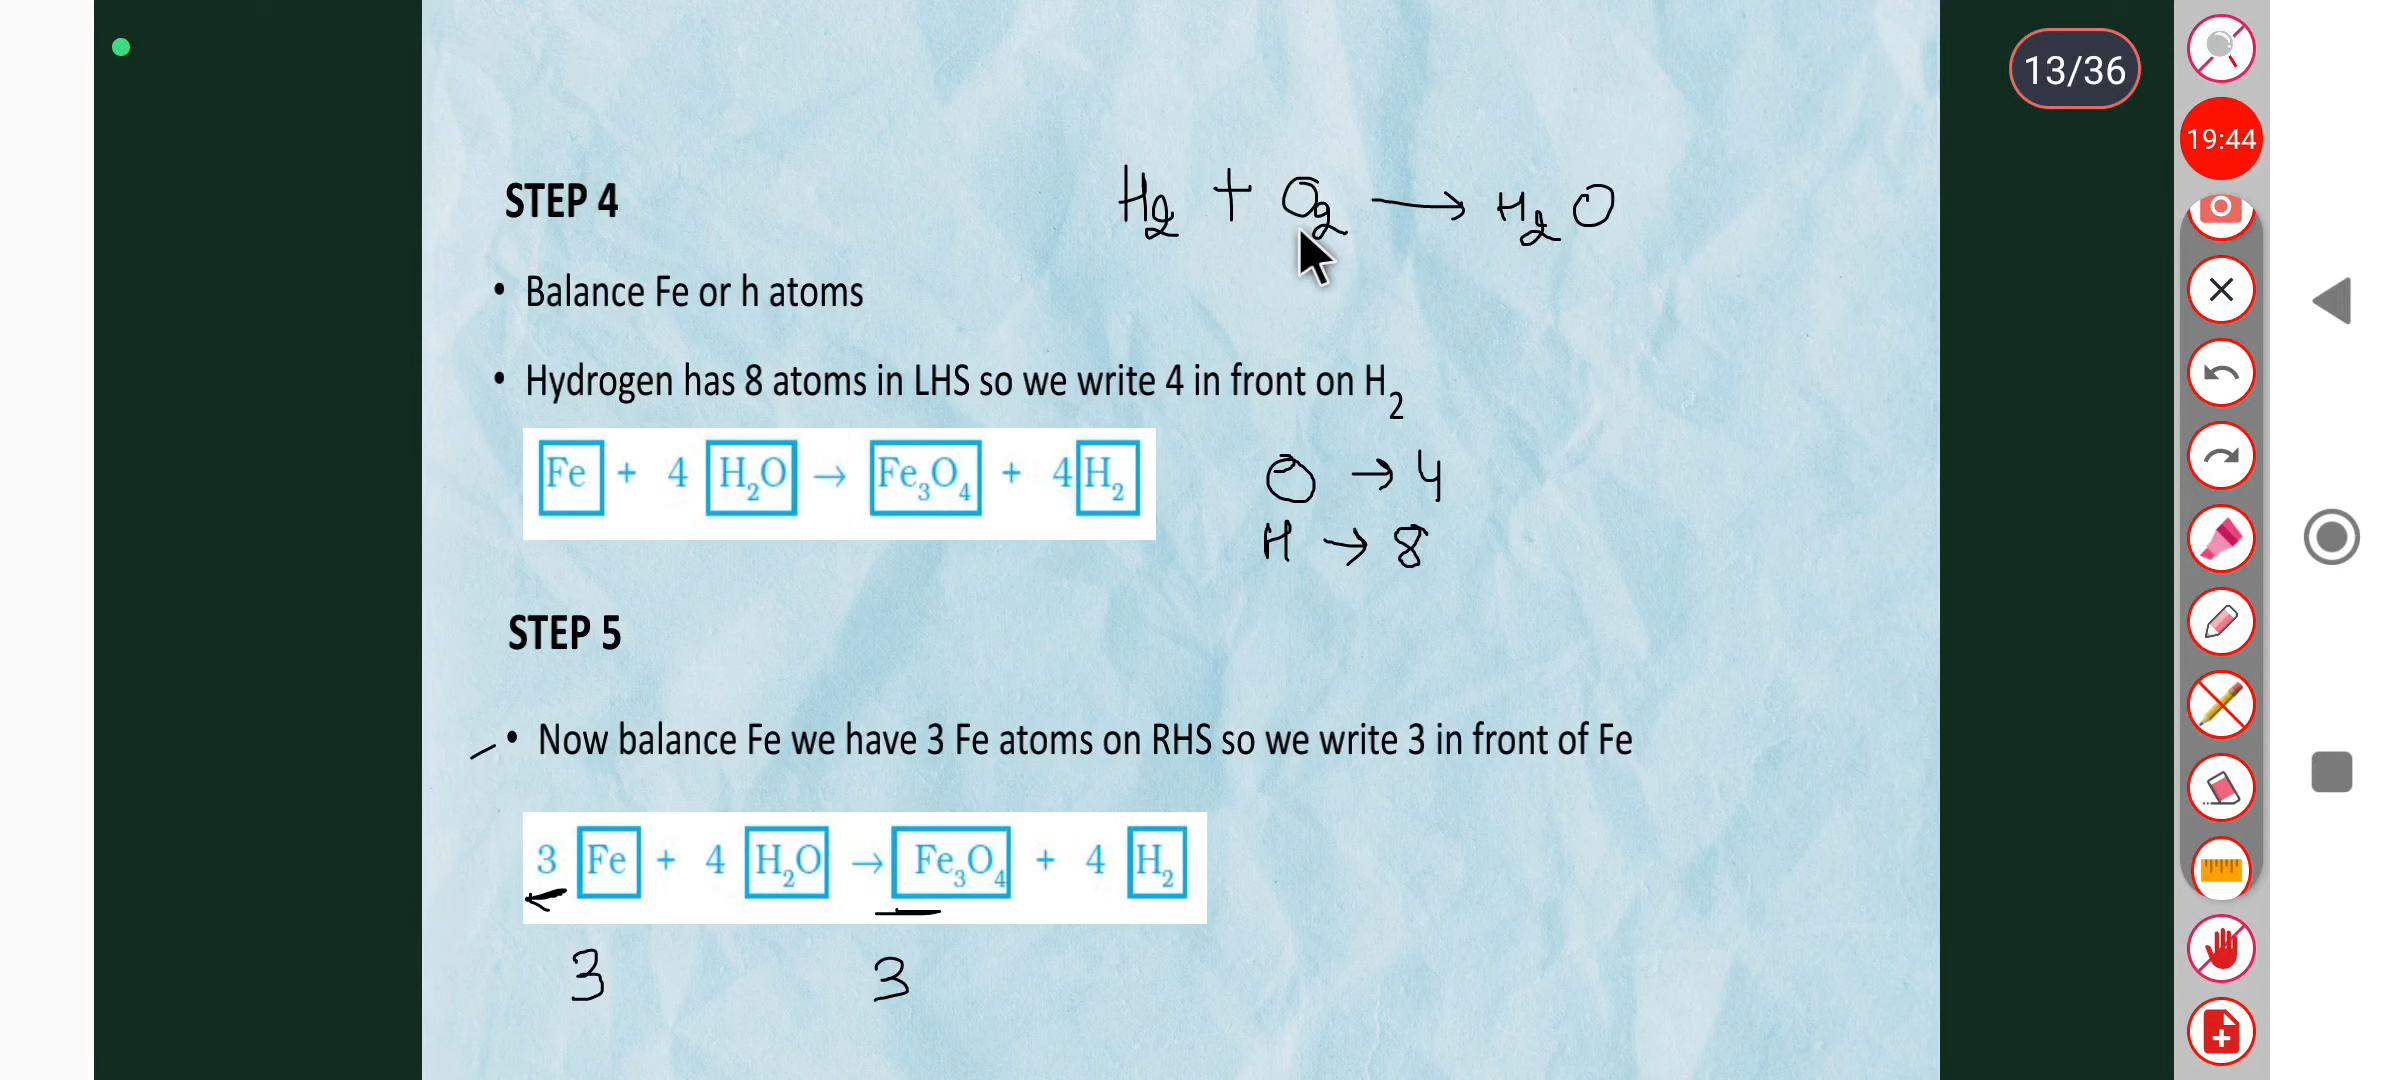 13/36
19:44
H₂ + O₂ → H₂O
STEP 4
• Balance Fe or h atoms
• Hydrogen has 8 atoms in LHS so we write 4 in front on H₂
Fe + 4 H₂O → Fe₃O₄ + 4 H₂
O → 4
H → 8
STEP 5
• Now balance Fe we have 3 Fe atoms on RHS so we write 3 in front of Fe
3 Fe + 4 H₂O → Fe₃O₄ + 4 H₂
3 3